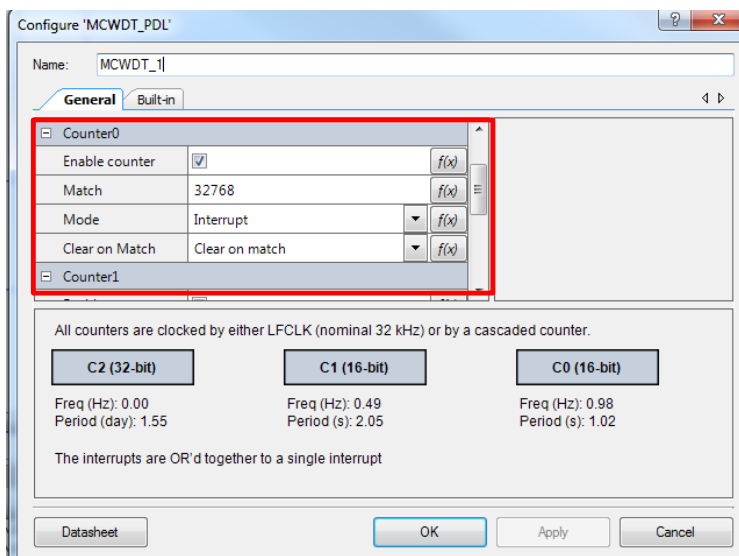 Configure 'MCWDT_PDL'
Name: MCWDT_1
General Built-in
Counter0
Enable counter f(x)
Match 32768 f(x)
Mode Interrupt f(x)
Clear on Match Clear on match f(x)
Counter1
All counters are clocked by either LFCLK (nominal 32 kHz) or by a cascaded counter.
C2 (32-bit) C1 (16-bit) C0 (16-bit)
Freq (Hz): 0.00 Freq (Hz): 0.49 Freq (Hz): 0.98
Period (day): 1.55 Period (s): 2.05 Period (s): 1.02
The interrupts are OR'd together to a single interrupt
Datasheet OK Apply Cancel